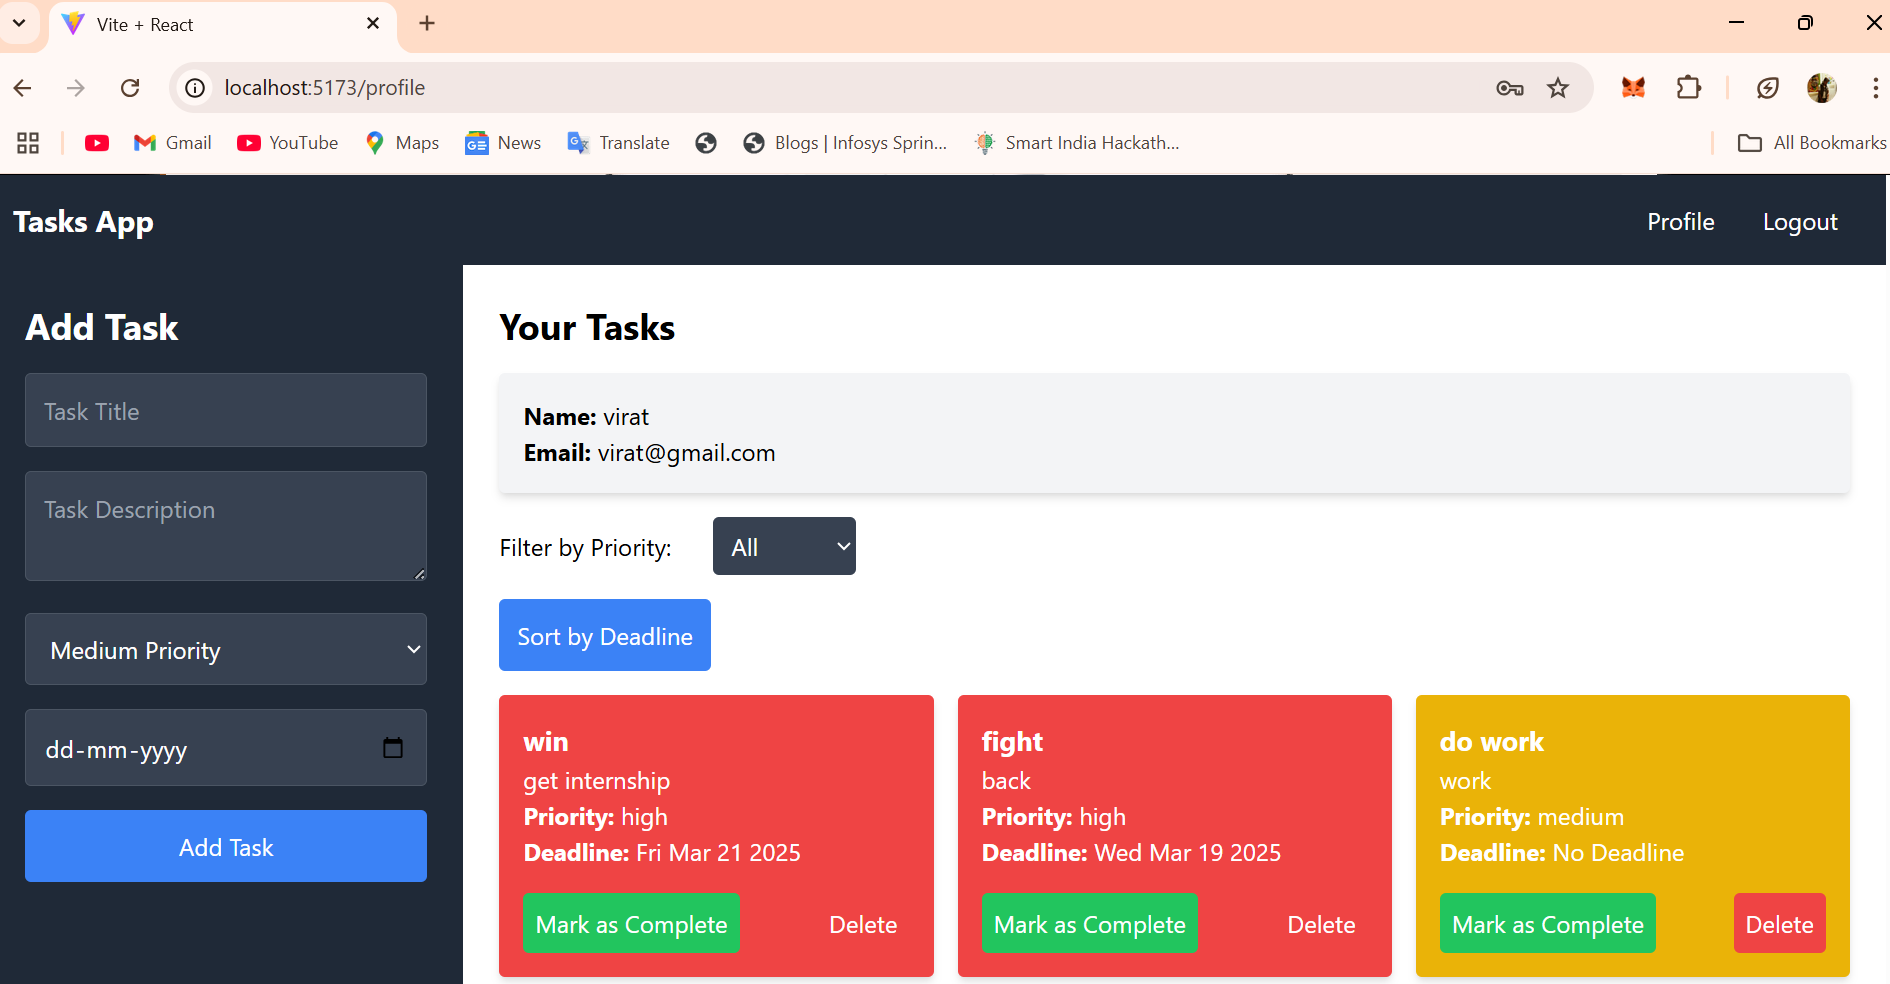 Vite + React
localhost:5173/profile
Gmail
YouTube
Maps
News
Translate
Blogs | Infosys Sprin...
Smart India Hackath...
All Bookmarks
Tasks App
Profile
Logout
Add Task
Task Title
Task Description
Medium Priority
dd-mm-yyyy
Add Task
Your Tasks
Name: virat
Email: virat@gmail.com
Filter by Priority:
All
Sort by Deadline
win
get internship
Priority: high
Deadline: Fri Mar 21 2025
Mark as Complete
Delete
fight
back
Priority: high
Deadline: Wed Mar 19 2025
Mark as Complete
Delete
do work
work
Priority: medium
Deadline: No Deadline
Mark as Complete
Delete